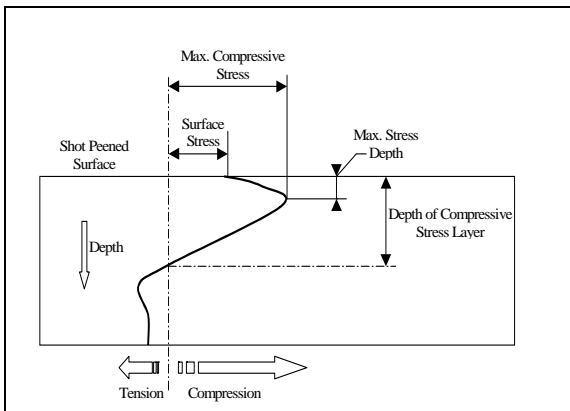 Max. Compressive
Stress
Surface
Stress
Max. Stress
Depth
Shot Peened
Surface
Depth of Compressive
Stress Layer
Depth
Tension
Compression